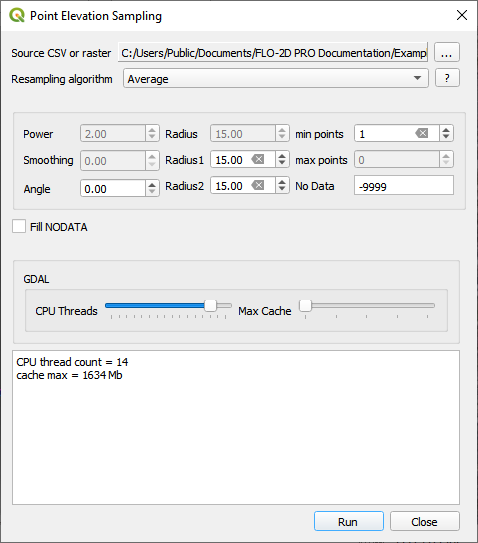 Point Elevation Sampling
Source CSV or raster C:/Users/Public/Documents/FLO-2D PRO Documentation/Exampl ...
Resampling algorithm Average ?
Power 2.00 Radius 15.00 min points 1
Smoothing 0.00 Radius1 15.00 max points 0
Angle 0.00 Radius2 15.00 No Data -9999
Fill NODATA
GDAL
CPU Threads Max Cache
CPU thread count = 14
cache max = 1634 Mb
Run Close